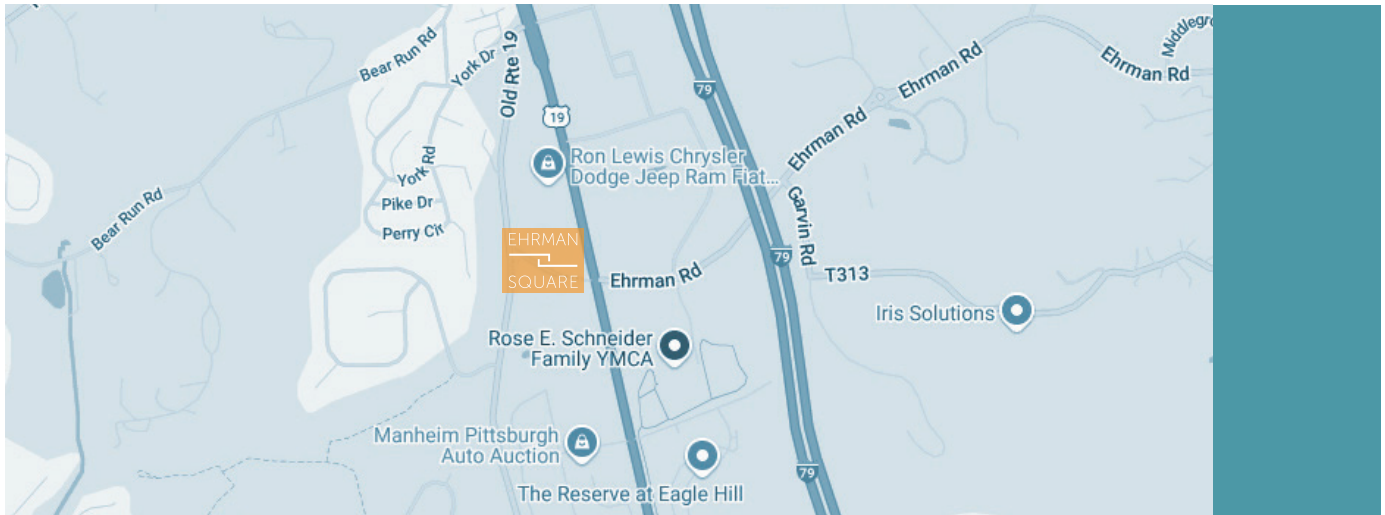 Bear Run Rd
York Dr
Old Rte 19
19
79
Ehrman Rd
Ehrman Rd
Ehrman Rd
Ron Lewis Chrysler
Dodge Jeep Ram Fiat...
York Rd
Pike Dr
Perry Cir
Bear Run Rd
Garvin Rd
EHRMAN
SQUARE
79
Ehrman Rd
T313
Iris Solutions
Rose E. Schneider
Family YMCA
Manheim Pittsburgh
Auto Auction
79
The Reserve at Eagle Hill